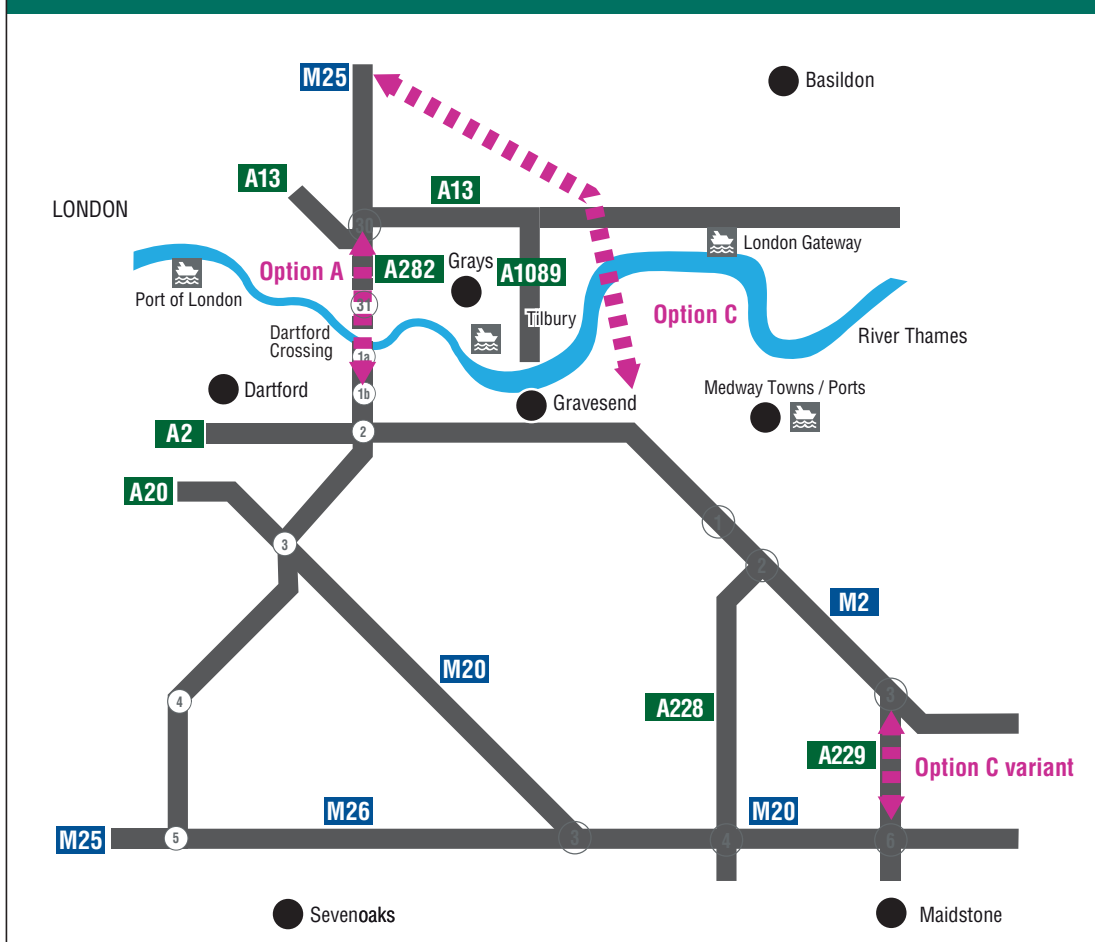 M25
Basildon
A13
A13
LONDON
30
London Gateway
Option A
A282
Grays
A1089
Port of London
31
Tilbury
Option C
Dartford
Crossing
River Thames
1a
Dartford
1b
Medway Towns / Ports
Gravesend
A2
2
A20
1
3
2
M2
M20
4
A228
3
A229
Option C variant
M26
M20
M25
5
3
4
6
Sevenoaks
Maidstone